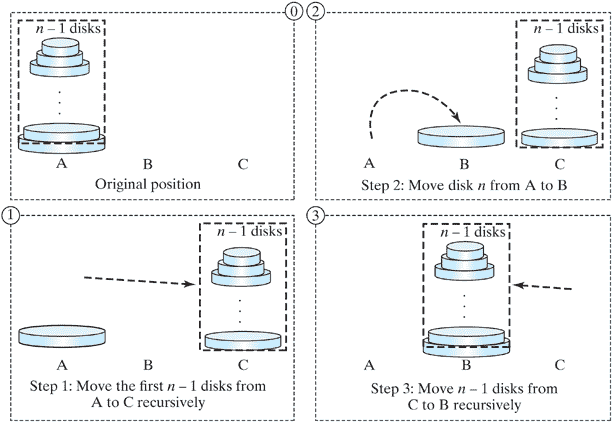 0
n – 1 disks
A B C
Original position
2
n – 1 disks
A B C
Step 2: Move disk n from A to B
1
n – 1 disks
A B C
Step 1: Move the first n – 1 disks from
A to C recursively
3
n – 1 disks
A B C
Step 3: Move n – 1 disks from
C to B recursively